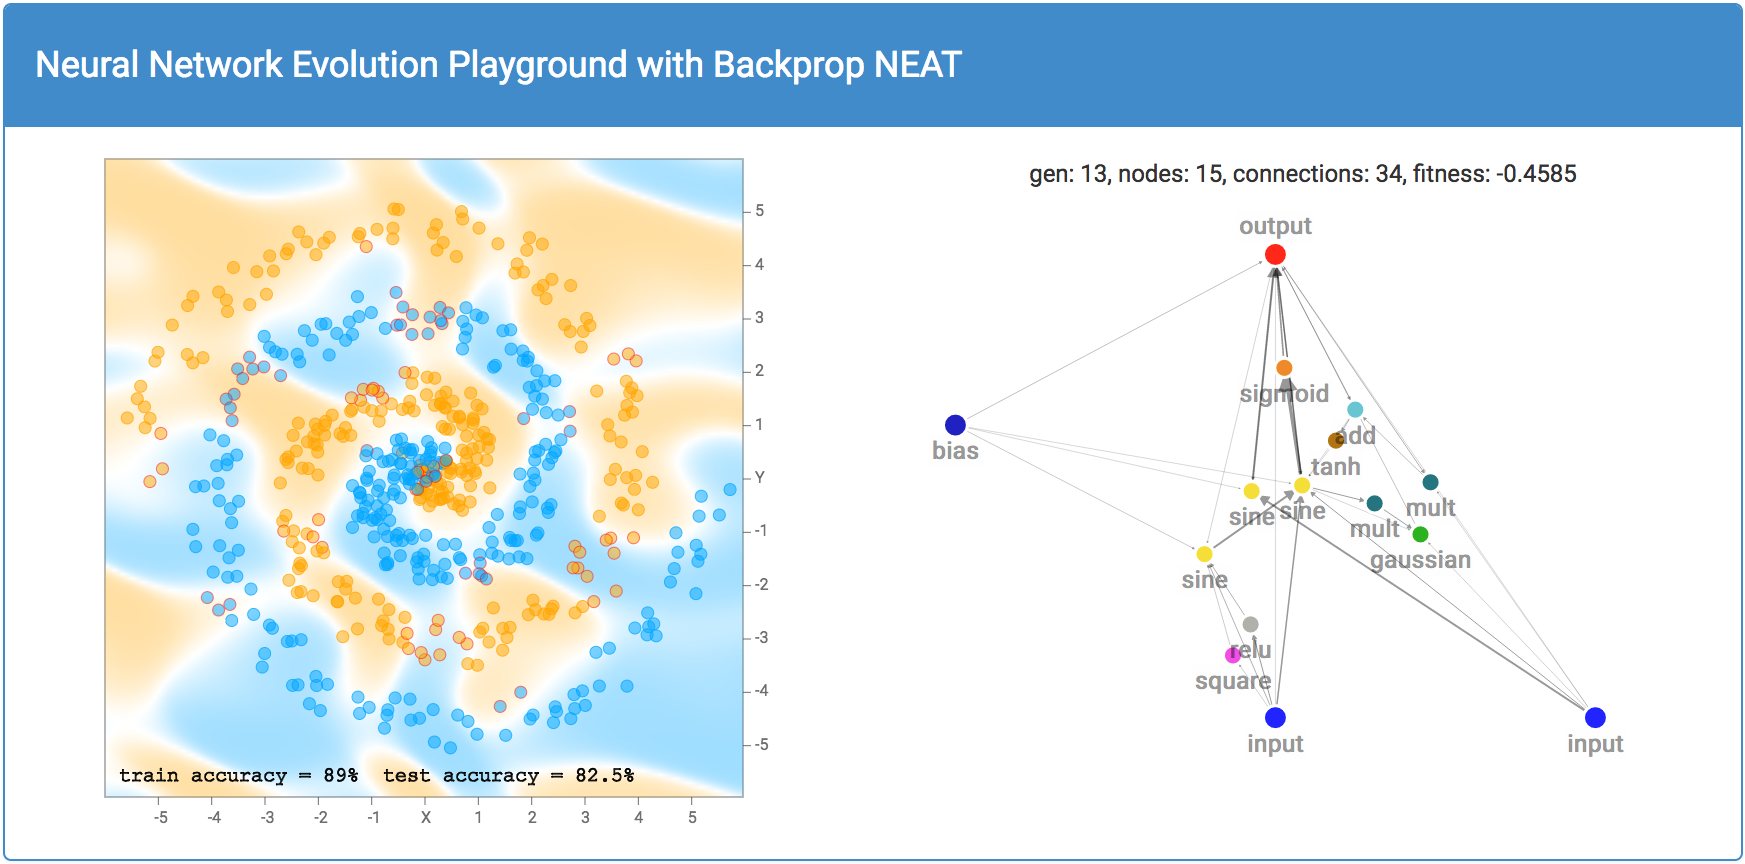 Neural Network Evolution Playground with Backprop NEAT
gen: 13, nodes: 15, connections: 34, fitness: -0.4585
output
sigmoid
add
bias
tanh
mult
sine
sine
mult
gaussian
sine
relu
square
input
input
5
4
3
2
1
Y
-1
-2
-3
-4
-5
train accuracy = 89% test accuracy = 82.5%
-5 -4 -3 -2 -1 X 1 2 3 4 5